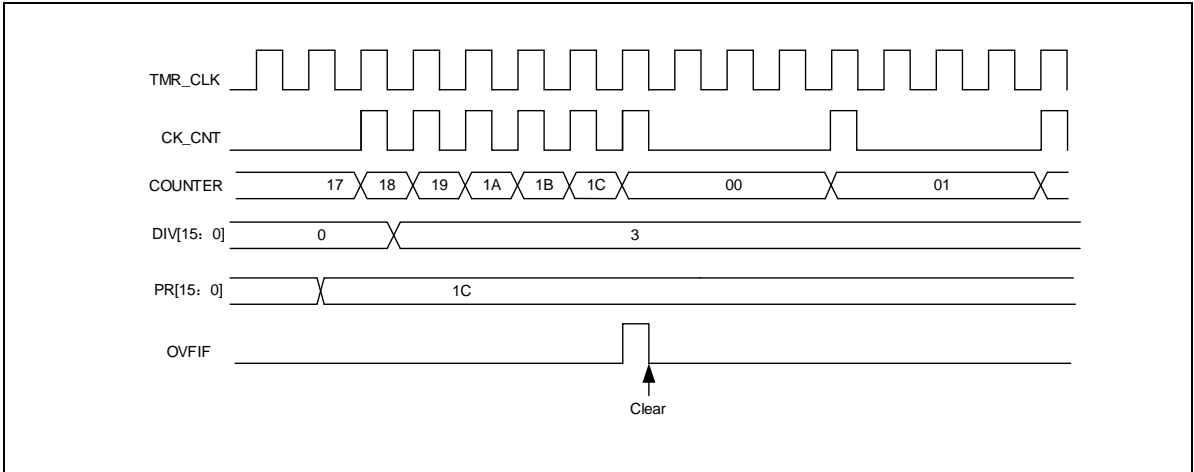 TMR_CLK
CK_CNT
COUNTER 17 18 19 1A 1B 1C 00 01
DIV[15：0] 0 3
PR[15：0] 1C
OVFIF
Clear